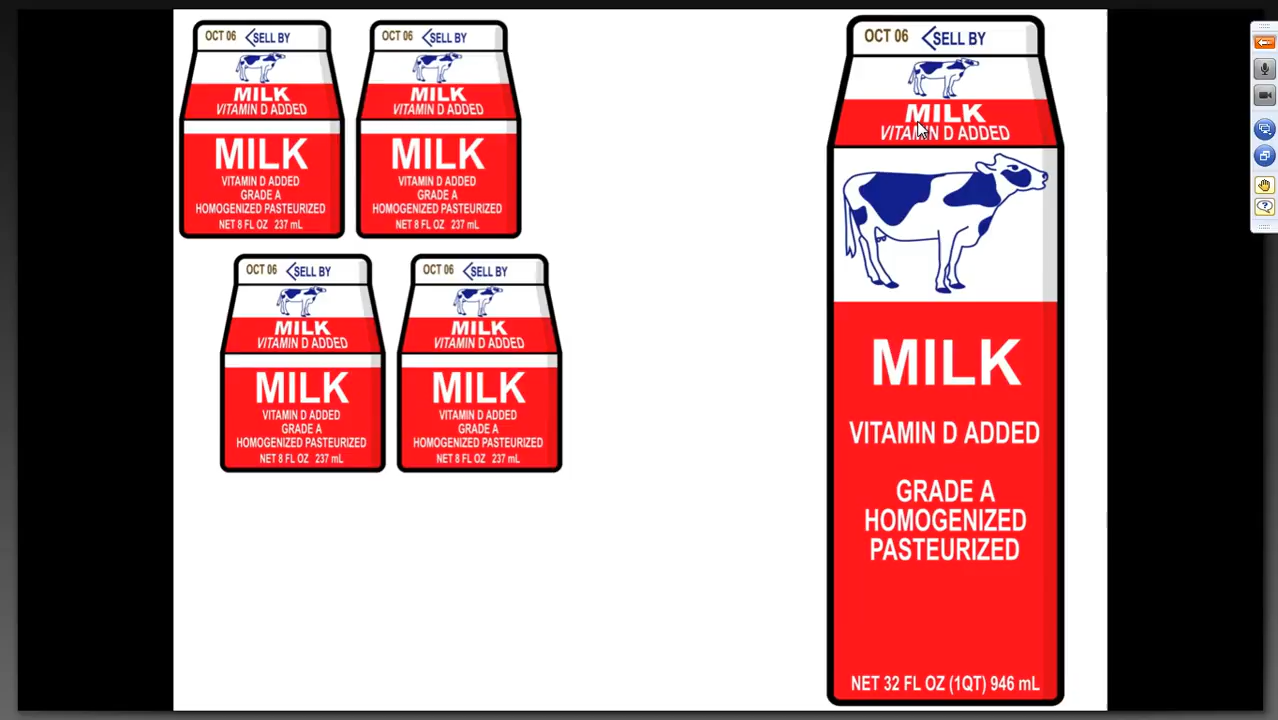 OCT 06 SELL BY
MILK
VITAMIN D ADDED
MILK
VITAMIN D ADDED
GRADE A
HOMOGENIZED PASTEURIZED
NET 8 FL OZ 237 mL
OCT 06 SELL BY
MILK
VITAMIN D ADDED
MILK
VITAMIN D ADDED
GRADE A
HOMOGENIZED PASTEURIZED
NET 8 FL OZ 237 mL
OCT 06 SELL BY
MILK
VITAMIN D ADDED
MILK
VITAMIN D ADDED
GRADE A
HOMOGENIZED PASTEURIZED
NET 8 FL OZ 237 mL
OCT 06 SELL BY
MILK
VITAMIN D ADDED
MILK
VITAMIN D ADDED
GRADE A
HOMOGENIZED PASTEURIZED
NET 8 FL OZ 237 mL
OCT 06 SELL BY
MILK
VITAMIN D ADDED
MILK
VITAMIN D ADDED
GRADE A
HOMOGENIZED
PASTEURIZED
NET 32 FL OZ (1QT) 946 mL